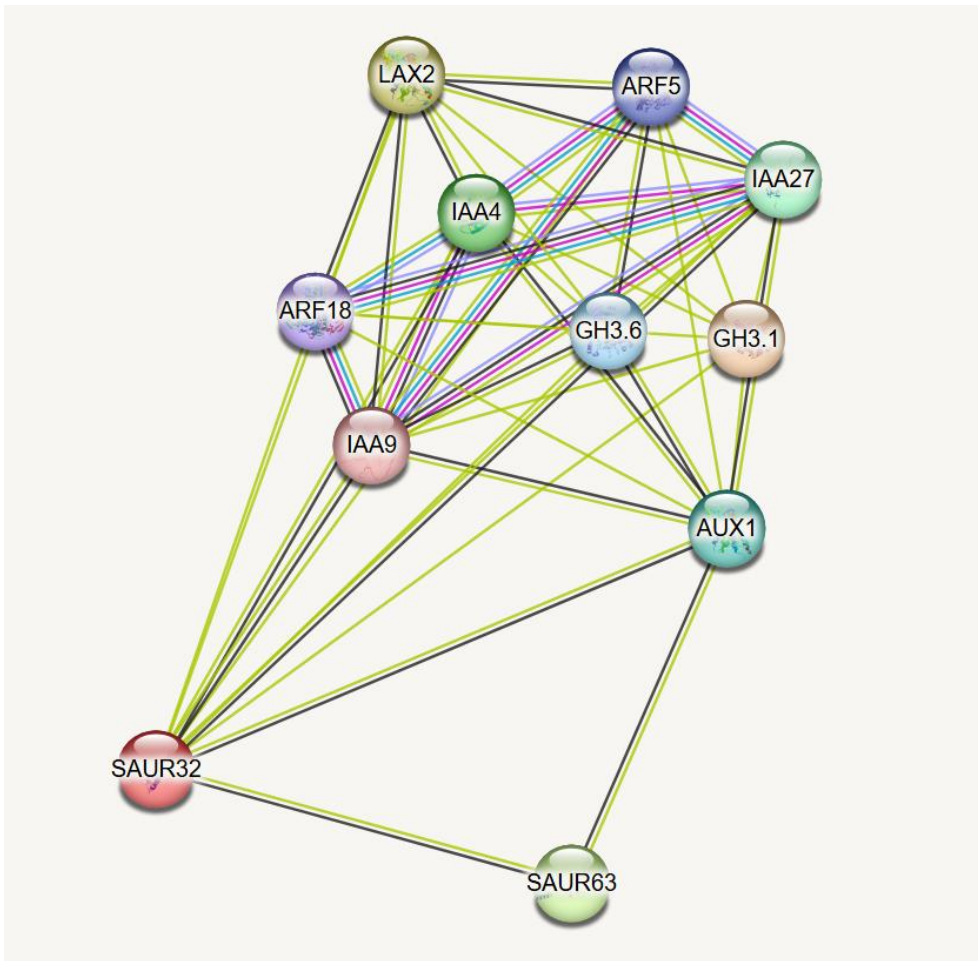 LAX2
ARF5
IAA27
IAA4
ARF18
GH3.6
GH3.1
IAA9
AUX1
SAUR32
SAUR63